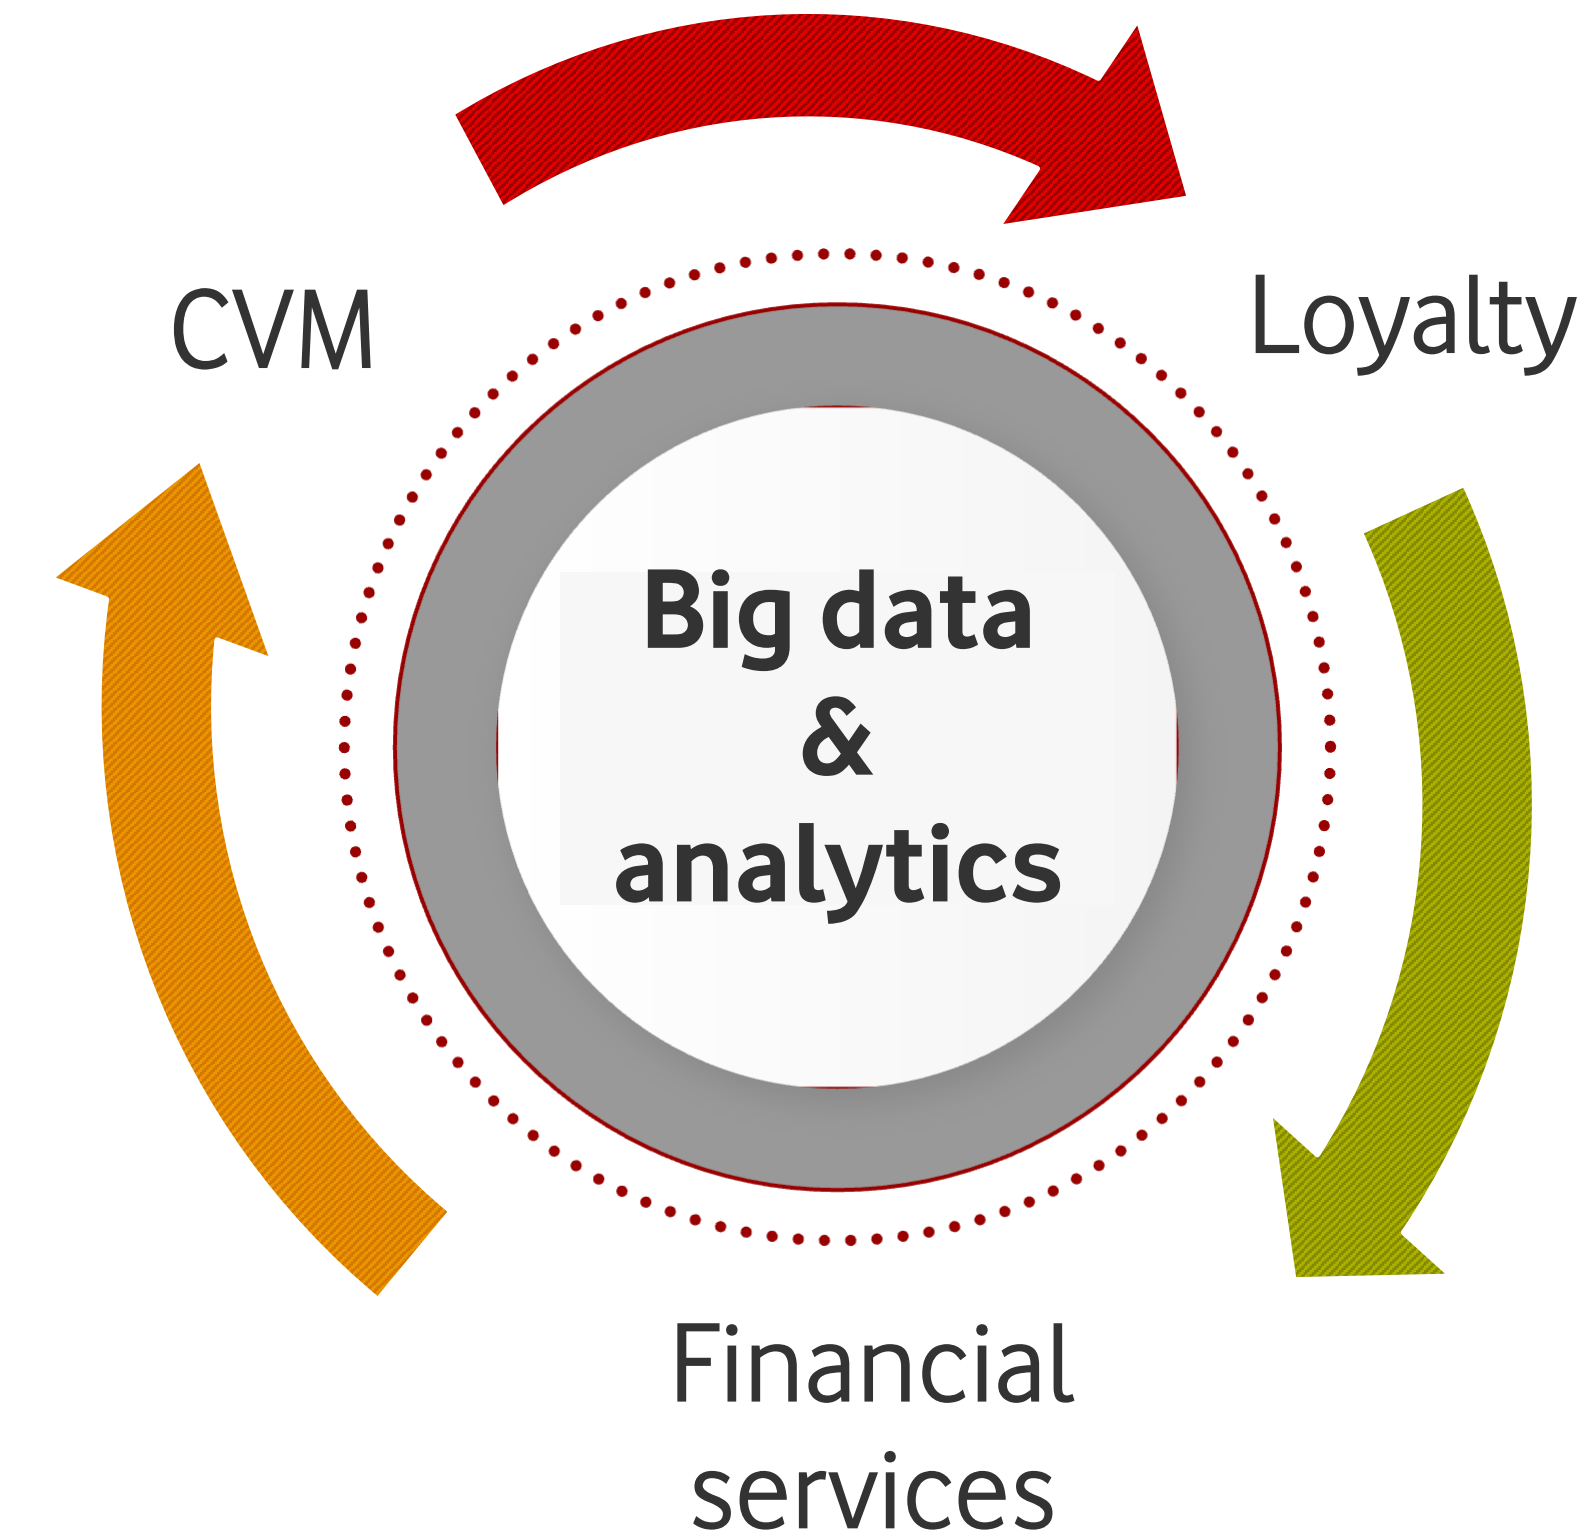 CVM
Loyalty
Big data
&
analytics
Financial
services